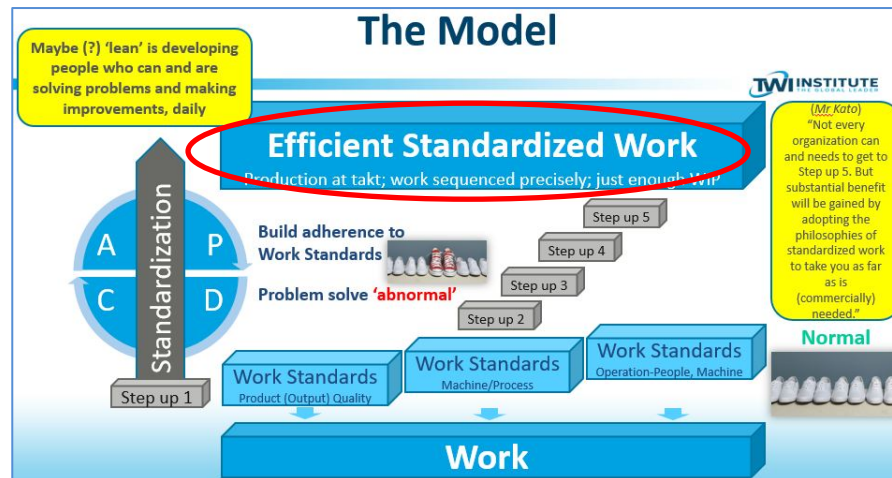 The Model
Maybe (?) ‘lean’ is developing
people who can and are
solving problems and making
improvements, daily
TWI INSTITUTE
THE GLOBAL LEADER
Efficient Standardized Work
Production at takt; work sequenced precisely; just enough WIP
(Mr Kato)
“Not every
organization can
and needs to get to
Step up 5. But
substantial benefit
will be gained by
adopting the
philosophies of
standardized work
to take you as far
as is
(commercially)
needed.”
Standardization
A
P
C
D
Build adherence to
Work Standards
Problem solve ‘abnormal’
Step up 5
Step up 4
Step up 3
Step up 2
Step up 1
Normal
Work Standards
Product (Output) Quality
Work Standards
Machine/Process
Work Standards
Operation-People, Machine
Work